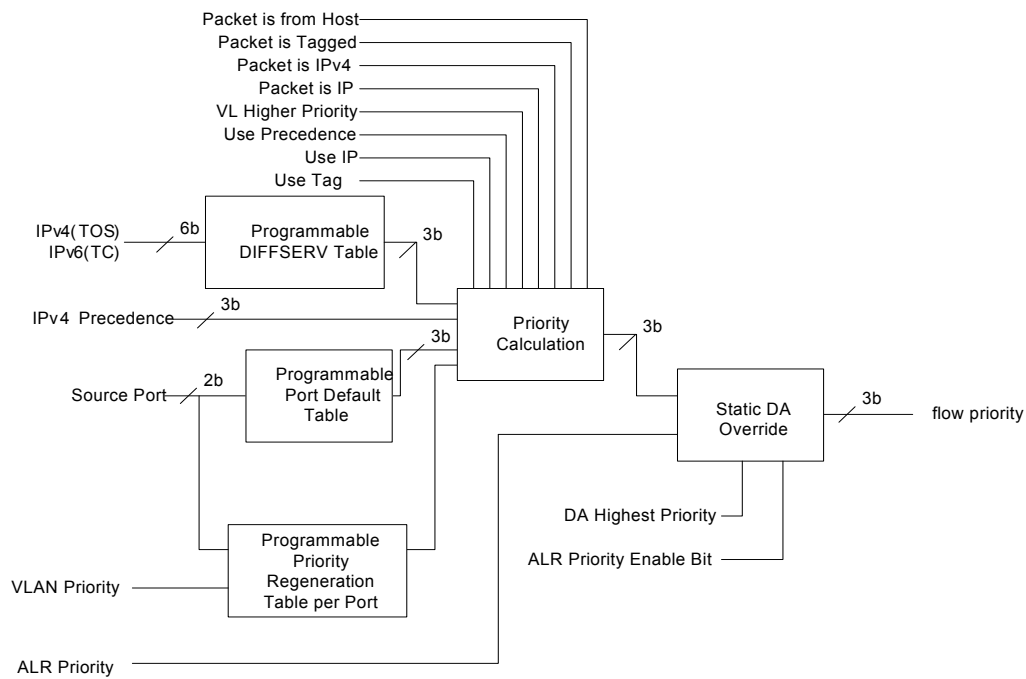 Packet is from Host
Packet is Tagged
Packet is IPv4
Packet is IP
VL Higher Priority
Use Precedence
Use IP
Use Tag
IPv4(TOS)
IPv6(TC)
6b
Programmable
DIFFSERV Table
3b
IPv4 Precedence
3b
Priority
Calculation
3b
3b
Source Port
2b
Programmable
Port Default
Table
Static DA
Override
3b
flow priority
DA Highest Priority
ALR Priority Enable Bit
Programmable
Priority
Regeneration
Table per Port
VLAN Priority
ALR Priority